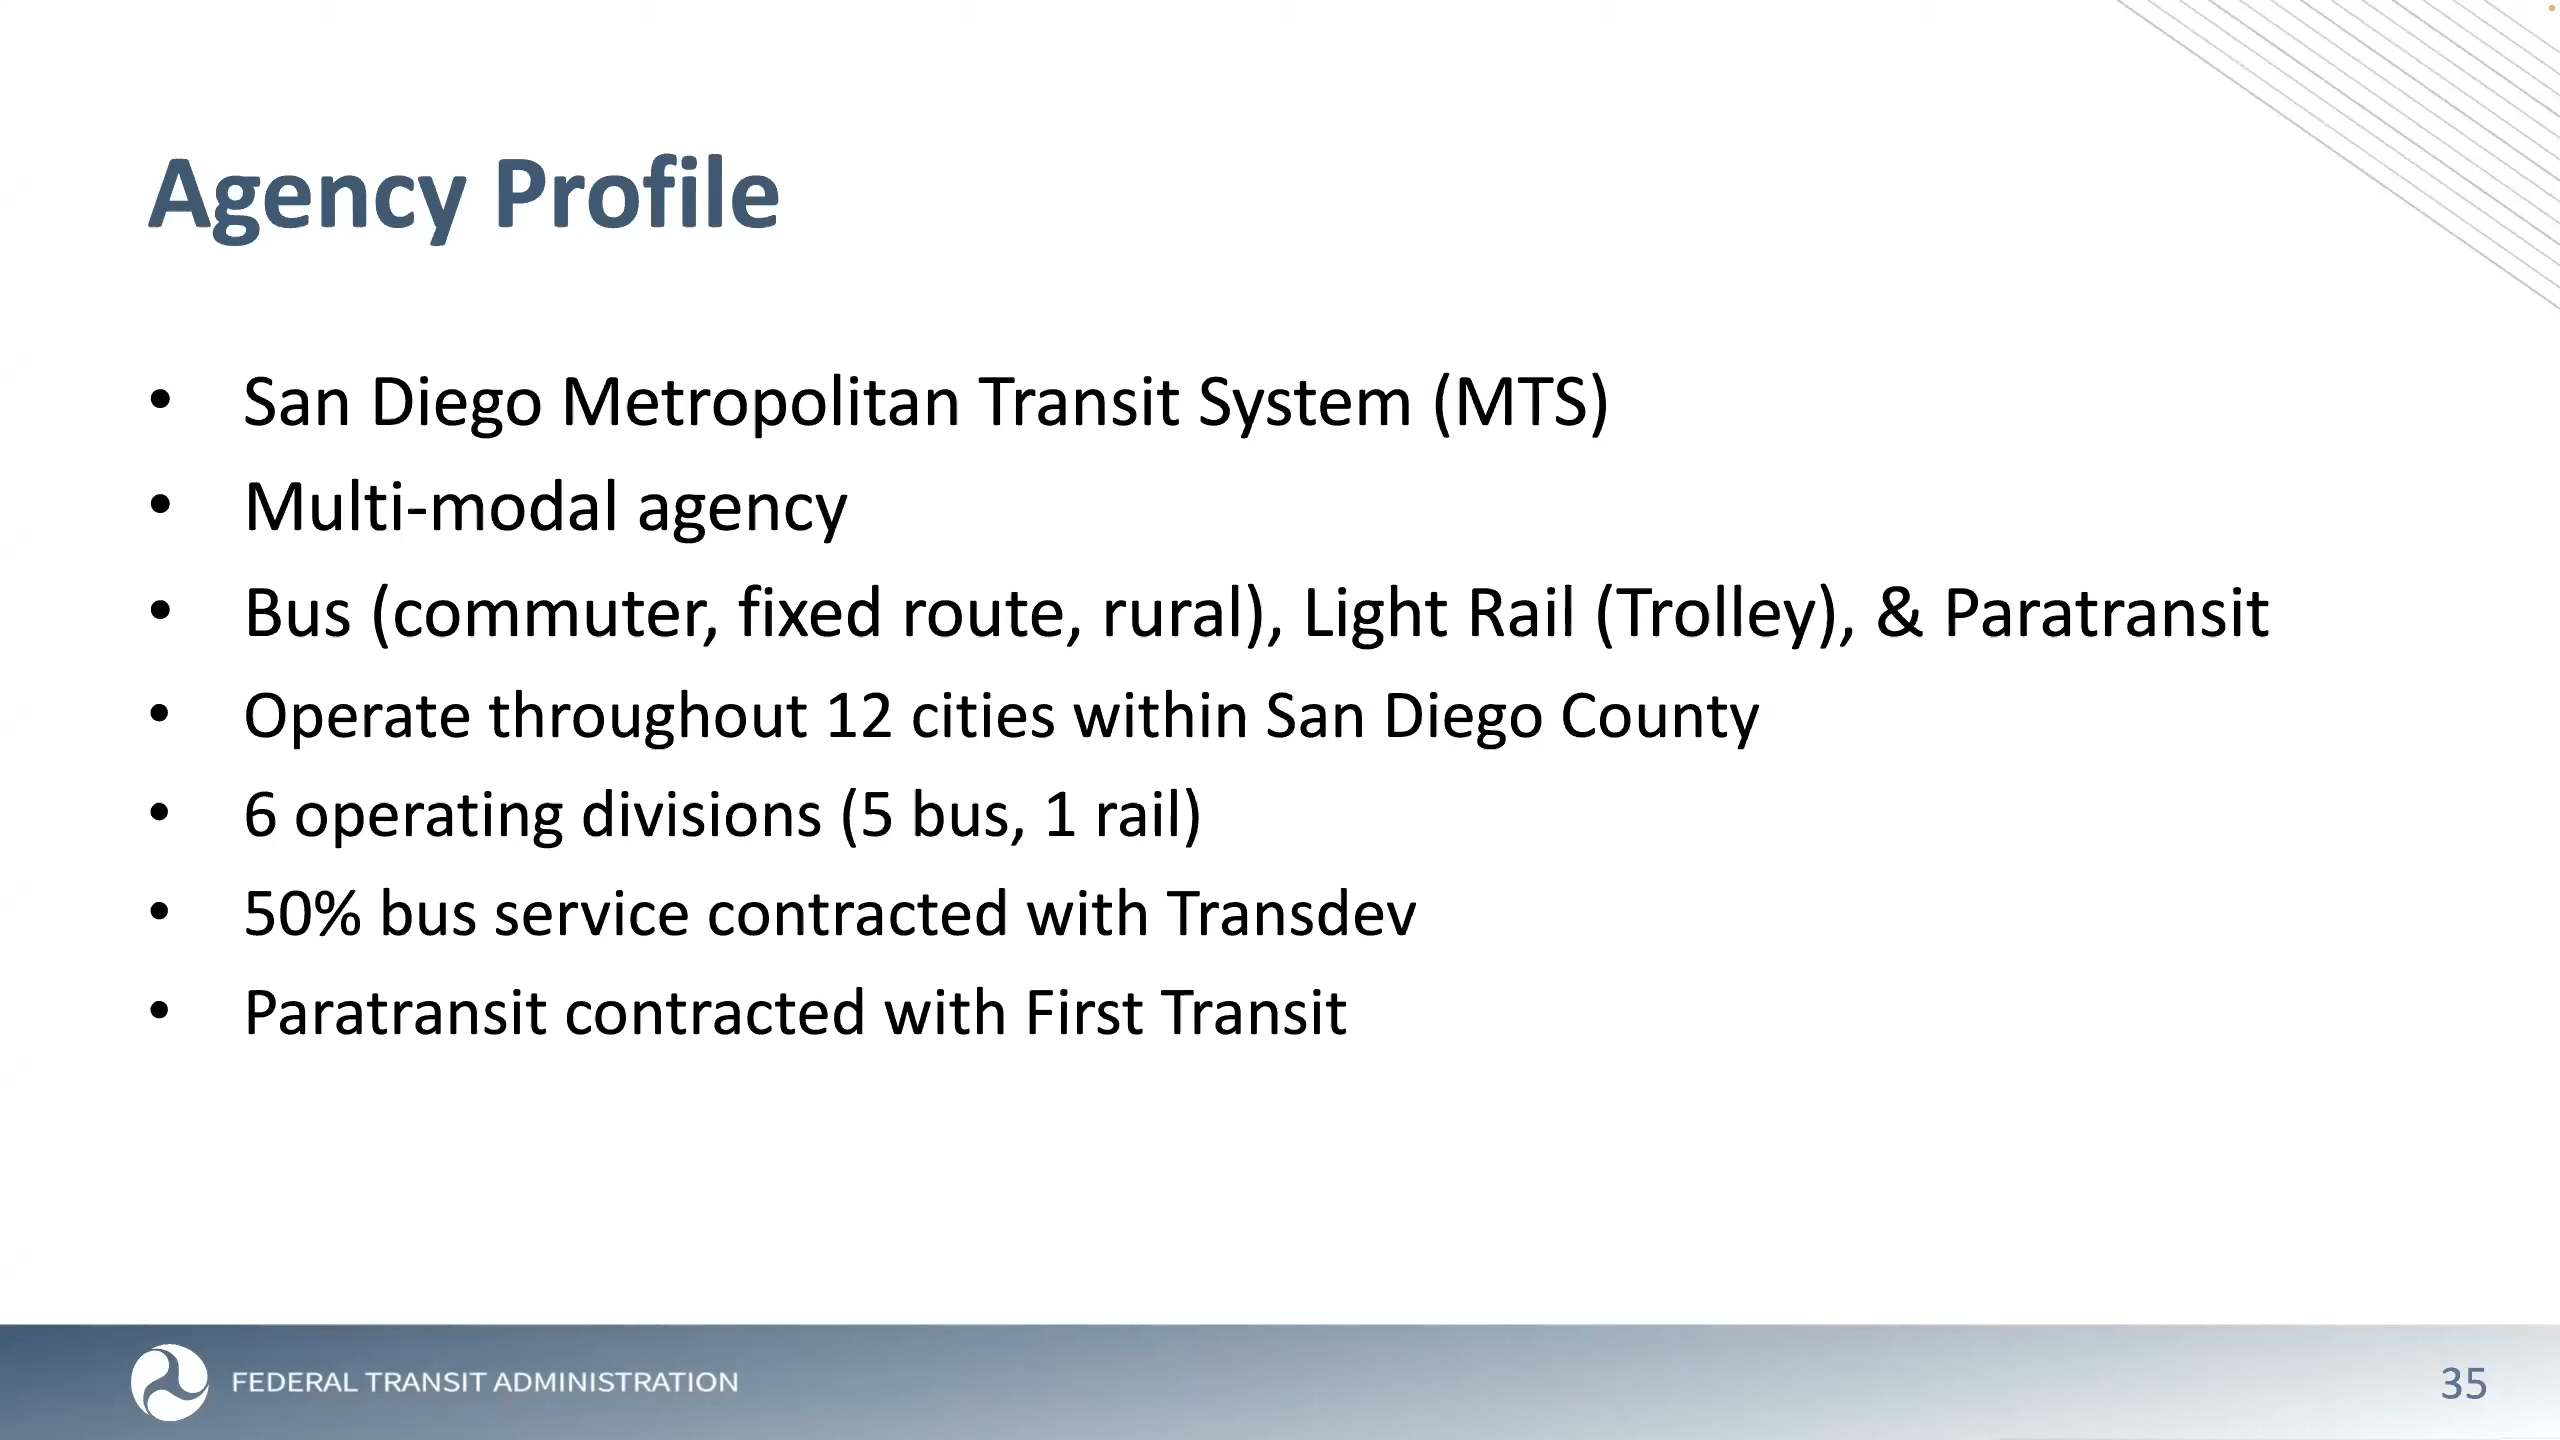 Agency Profile
• San Diego Metropolitan Transit System (MTS)
• Multi-modal agency
• Bus (commuter, fixed route, rural), Light Rail (Trolley), & Paratransit
• Operate throughout 12 cities within San Diego County
• 6 operating divisions (5 bus, 1 rail)
• 50% bus service contracted with Transdev
• Paratransit contracted with First Transit
FEDERAL TRANSIT ADMINISTRATION
35